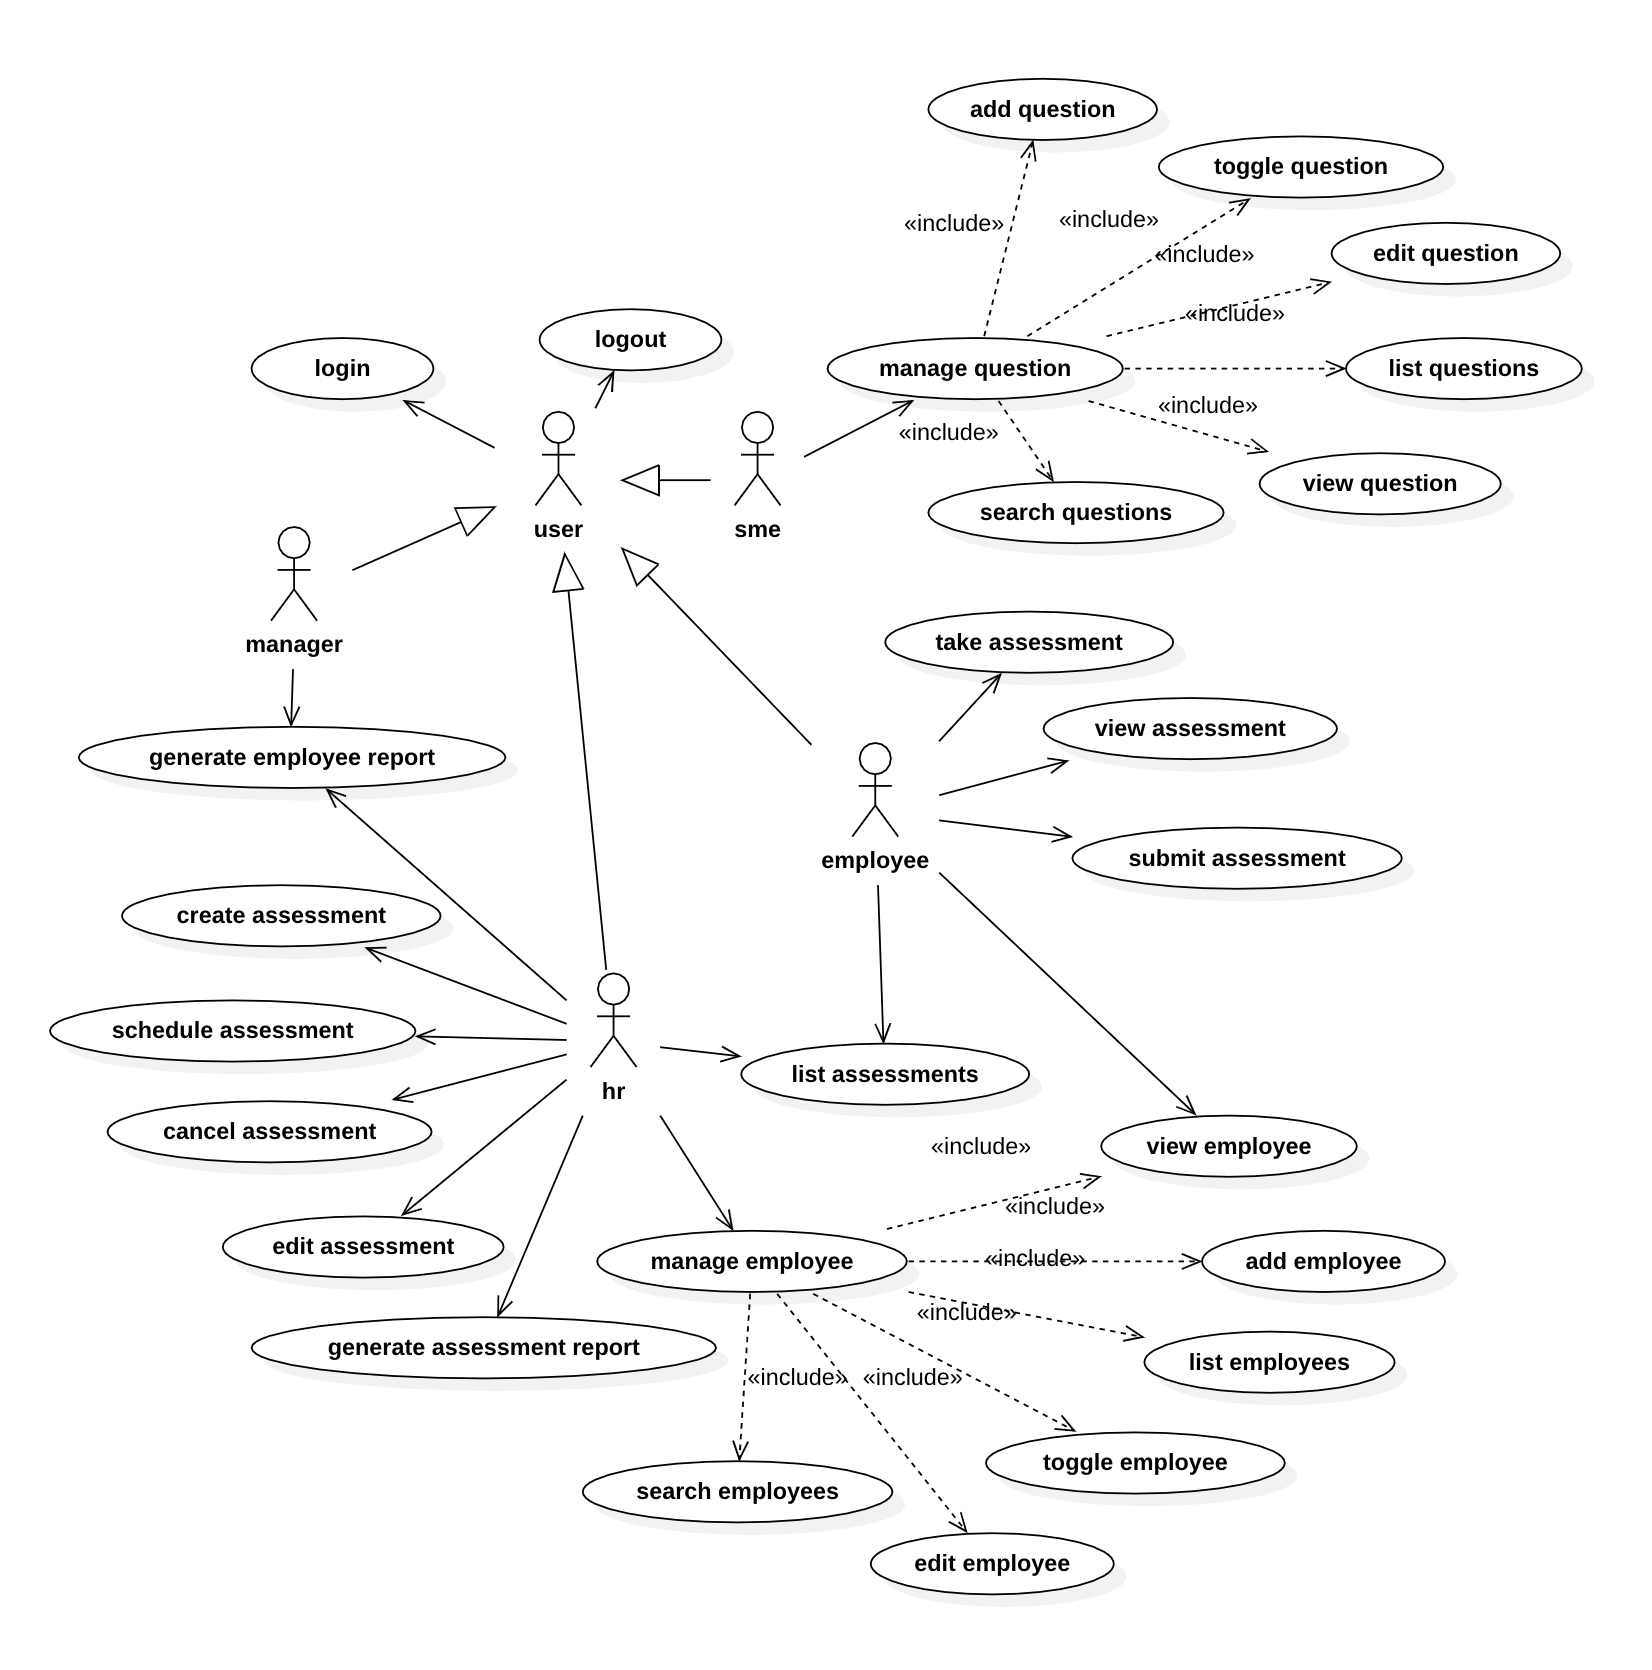 add question
toggle question
«include»
«include»
«include»
edit question
«include»
logout
login
manage question
list questions
«include»
«include»
view question
search questions
user
sme
manager
take assessment
view assessment
generate employee report
submit assessment
employee
create assessment
schedule assessment
list assessments
hr
cancel assessment
«include»
view employee
«include»
edit assessment
manage employee
«include»
add employee
«include»
generate assessment report
list employees
«include»
«include»
toggle employee
search employees
edit employee